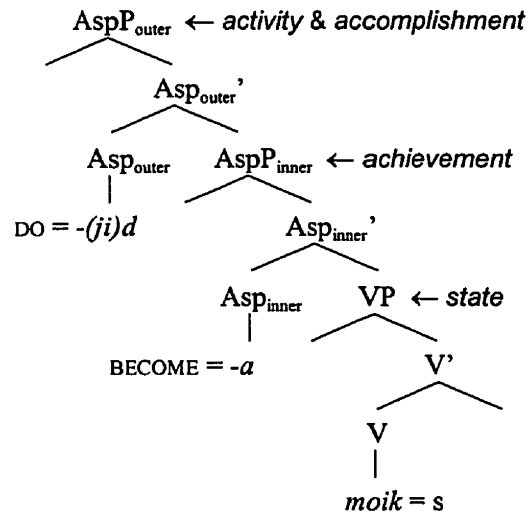 AspP_outer ← activity & accomplishment
Asp_outer’
Asp_outer AspP_inner ← achievement
DO = -(ji)d Asp_inner’
Asp_inner VP ← state
BECOME = -a V’
V
moik = s